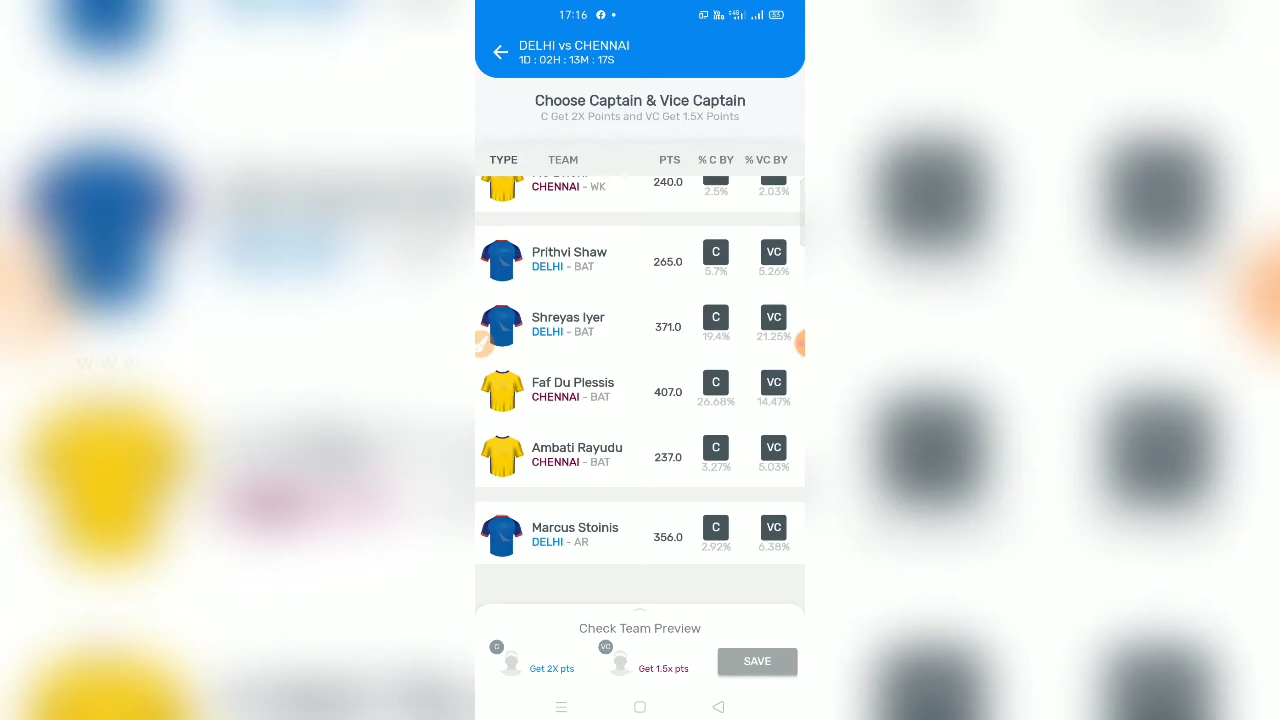 17:16
53
DELHI vs CHENNAI
1D : 02H : 13M : 17S
Choose Captain & Vice Captain
C Get 2X Points and VC Get 1.5X Points
TYPE TEAM PTS % C BY % VC BY
CHENNAI - WK 240.0 2.5% 2.03%
Prithvi Shaw C VC
DELHI - BAT 265.0 5.7% 5.26%
Shreyas Iyer C VC
DELHI - BAT 371.0 19.4% 21.25%
Faf Du Plessis C VC
CHENNAI - BAT 407.0 26.68% 14.47%
Ambati Rayudu C VC
CHENNAI - BAT 237.0 3.27% 5.03%
Marcus Stoinis C VC
DELHI - AR 356.0 2.92% 6.38%
Check Team Preview
C Get 2X pts VC Get 1.5x pts SAVE